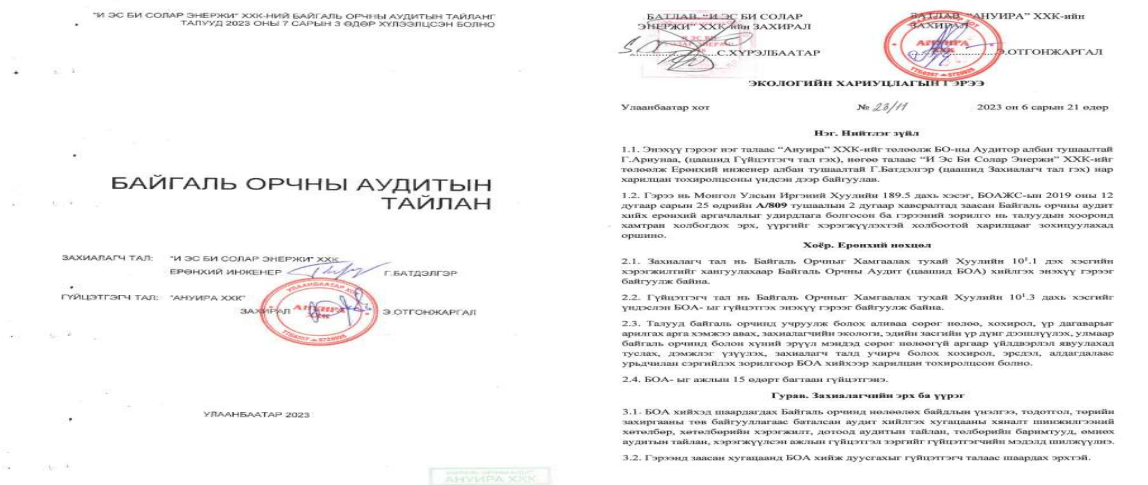 "И ЭС БИ СОЛАР ЭНЕРЖИ" ХХК-НИЙ БАЙГАЛЬ ОРЧНЫ АУДИТЫН ТАЙЛАНГ
ТАЛУУД 2023 ОНЫ 7 САРЫН 3 ӨДӨР ХҮЛЭЭЛЦСЭН БОЛНО
БАЙГАЛЬ ОРЧНЫ АУДИТЫН
ТАЙЛАН
ЗАХИАЛАГЧ ТАЛ: "И ЭС БИ СОЛАР ЭНЕРЖИ" ХХК
ЕРӨНХИЙ ИНЖЕНЕР Г.БАТДЭЛГЭР
ГҮЙЦЭТГЭГЧ ТАЛ: "АНУИРА ХХК"
ЗАХИРАЛ Э.ОТГОНЖАРГАЛ
АНУИРА
ХХК
УЛААНБААТАР 2023
АНУИРА ХХК
БАТЛАВ. "И ЭС БИ СОЛАР
ЭНЕРЖИ" ХХК-ийн ЗАХИРАЛ
С.ХҮРЭЛБААТАР
БАТЛАВ. "АНУИРА" ХХК-ийн
ЗАХИРАЛ
АНУИРА
ХХК
Э.ОТГОНЖАРГАЛ
ЭКОЛОГИЙН ХАРИУЦЛАГЫН ГЭРЭЭ
Улаанбаатар хот № 23/11 2023 он 6 сарын 21 өдөр
Нэг. Нийтлэг зүйл
1.1. Энэхүү гэрээг нэг талаас "Ануира" ХХК-ийг төлөөлж БО-ны Аудитор албан тушаалтай
Г.Ариунаа, (цаашид Гүйцэтгэгч тал гэх), нөгөө талаас "И Эс Би Солар Энержи" ХХК-ийг
төлөөлж Ерөнхий инженер албан тушаалтай Г.Батдэлгэр (цаашид Захиалагч тал гэх) нар
харилцан тохиролцсоны үндсэн дээр байгуулав.
1.2. Гэрээ нь Монгол Улсын Иргэний Хуулийн 189.5 дахь хэсэг, БОАЖС-ын 2019 оны 12
дугаар сарын 25 өдрийн А/809 тушаалын 2 дугаар хавсралтад заасан Байгаль орчны аудит
хийх ерөнхий аргачлалыг удирдлага болгосон ба гэрээний зорилго нь талуудын хооронд
хамтран холбогдох эрх, үүргийг хэрэгжүүлэхтэй холбоотой харилцааг зохицуулахад
оршино.
Хоёр. Ерөнхий нөхцөл
2.1. Захиалагч тал нь Байгаль Орчныг Хамгаалах тухай Хуулийн 10¹.1 дэх хэсгийн
хэрэгжилтийг хангуулахаар Байгаль Орчны Аудит (цаашид БОА) хийлгэх энэхүү гэрээг
байгуулж байна.
2.2. Гүйцэтгэгч тал нь Байгаль Орчныг Хамгаалах тухай Хуулийн 10¹.3 дахь хэсгийг
үндэслэн БОА- ыг гүйцэтгэх энэхүү гэрээг байгуулж байна.
2.3. Талууд байгаль орчинд учруулж болох аливаа сөрөг нөлөө, хохирол, үр дагаварыг
арилгах арга хэмжээ авах, захиалагчийн экологи, эдийн засгийн үр дүнг дээшлүүлэх, улмаар
байгаль орчинд болон хүний эрүүл мэндэд сөрөг нөлөөгүй аргаар үйлдвэрлэл явуулахад
туслах, дэмжлэг үзүүлэх, захиалагч талд учирч болох хохирол, эрсдэл, алдагдалаас
урьдчилан сэргийлэх зорилгоор БОА хийхээр харилцан тохиролцсон болно.
2.4. БОА- ыг ажлын 15 өдөрт багтаан гүйцэтгэнэ.
Гурав. Захиалагчийн эрх ба үүрэг
3.1. БОА хийхэд шаардагдах Байгаль орчинд нөлөөлөх байдлын үнэлгээ, тодотгол, төрийн
захиргааны төв байгууллагаас баталсан аудит хийлгэх хугацааны хяналт шинжилгээний
хөтөлбөр, хөтөлбөрийн хэрэгжилт, дотоод аудитын тайлан, төлбөрийн баримтууд, өмнөх
аудитын тайлан, хэрэгжүүлсэн ажлын гүйцэтгэл зэргийг гүйцэтгэгчийн мэдэлд шилжүүлнэ.
3.2. Гэрээнд заасан хугацаанд БОА хийж дуусгахыг гүйцэтгэгч талаас шаардах эрхтэй.